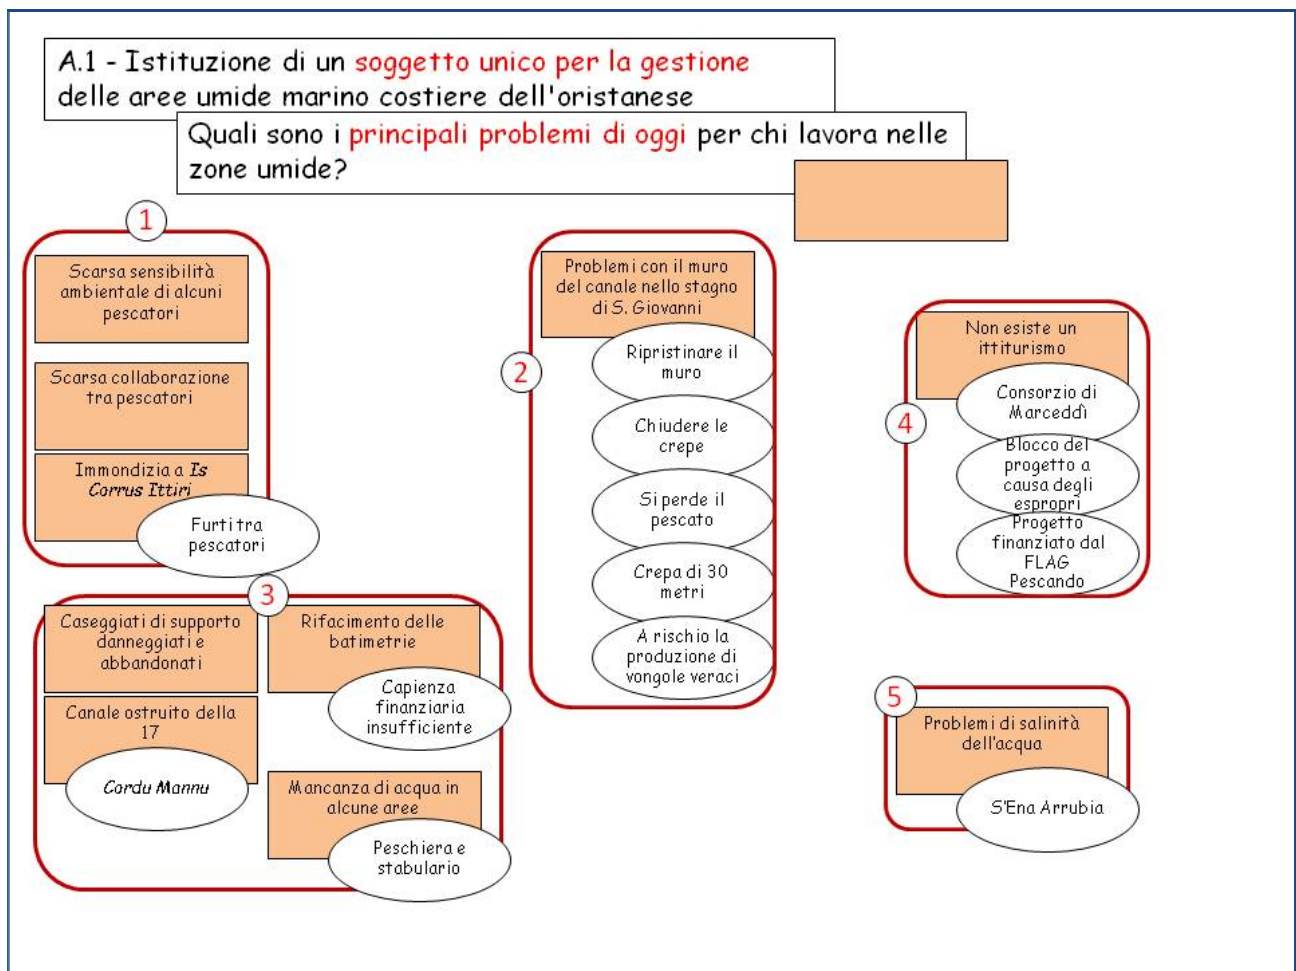 A.1 - Istituzione di un soggetto unico per la gestione
delle aree umide marino costiere dell'oristanese
Quali sono i principali problemi di oggi per chi lavora nelle
zone umide?
1
Scarsa sensibilità
ambientale di alcuni
pescatori
Scarsa collaborazione
tra pescatori
Immondizia a Is
Corrus Ittiri
Furti tra
pescatori
2
Problemi con il muro
del canale nello stagno
di S. Giovanni
Ripristinare il
muro
Chiudere le
crepe
Si perde il
pescato
Crepa di 30
metri
A rischio la
produzione di
vongole veraci
3
Caseggiati di supporto
danneggiati e
abbandonati
Rifacimento delle
batimetrie
Capienza
finanziaria
insufficiente
Canale ostruito della
17
Cordu Mannu
Mancanza di acqua in
alcune aree
Peschiera e
stabulario
4
Non esiste un
ittiturismo
Consorzio di
Marceddì
Blocco del
progetto a
causa degli
espropri
Progetto
finanziato dal
FLAG
Pescando
5
Problemi di salinità
dell'acqua
S'Ena Arrubia